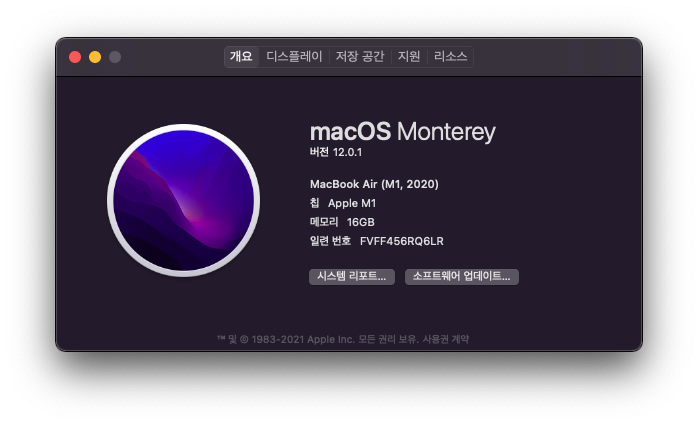 개요 디스플레이 저장 공간 지원 리소스
macOS Monterey
버전 12.0.1
MacBook Air (M1, 2020)
칩 Apple M1
메모리 16GB
일련 번호 FVFF456RQ6LR
시스템 리포트... 소프트웨어 업데이트...
™ 및 © 1983-2021 Apple Inc. 모든 권리 보유. 사용권 계약